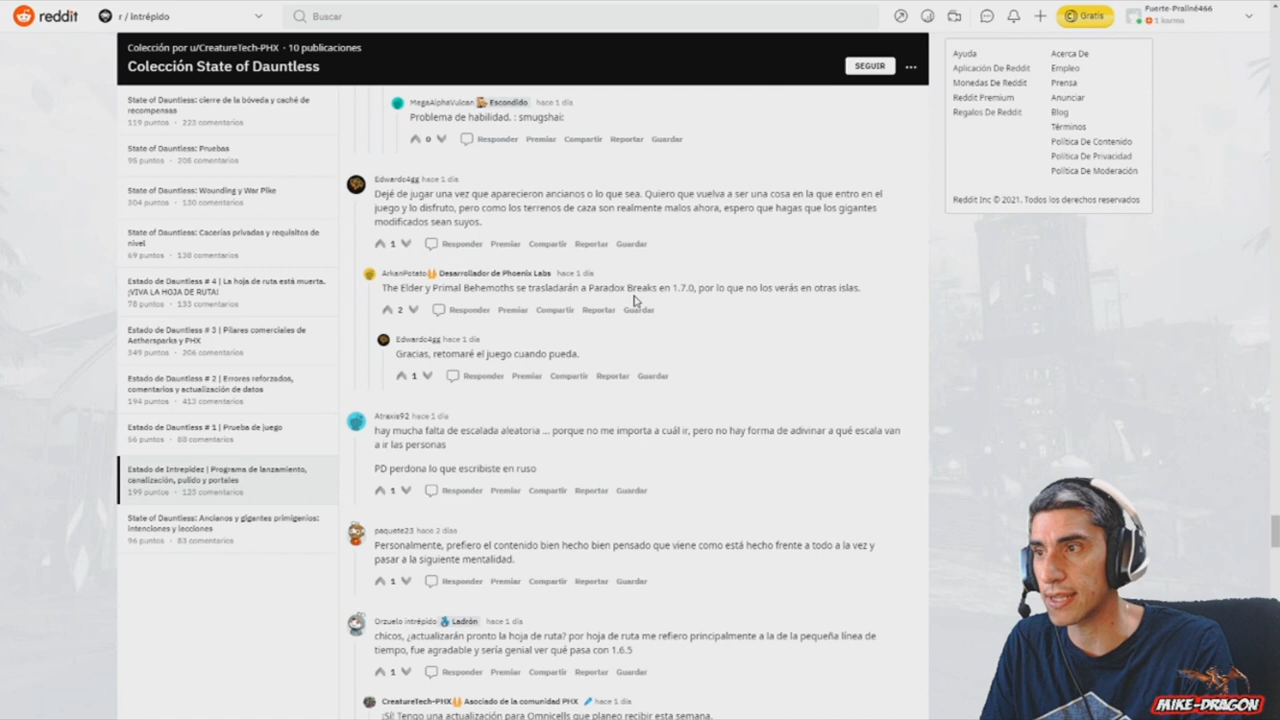 reddit
r / Intrépido
Buscar
Gratis
Fuerte-Praliné466
1 karma
Colección por u/CreatureTech-PHX · 10 publicaciones
Colección State of Dauntless
SEGUIR
State of Dauntless: cierre de la bóveda y caché de
recompensas
119 puntos · 223 comentarios
State of Dauntless: Pruebas
95 puntos · 205 comentarios
State of Dauntless: Wounding y War Pike
304 puntos · 130 comentarios
State of Dauntless: Cacerías privadas y requisitos de
nivel
69 puntos · 138 comentarios
Estado de Dauntless # 4 | La hoja de ruta está muerta.
¡VIVA LA HOJA DE RUTA!
78 puntos · 133 comentarios
Estado de Dauntless # 3 | Pilares comerciales de
Aethersparks y PHX
349 puntos · 206 comentarios
Estado de Dauntless # 2 | Errores reforzados,
comentarios y actualización de datos
194 puntos · 413 comentarios
Estado de Dauntless # 1 | Prueba de juego
56 puntos · 88 comentarios
Estado de Intrepidez | Programa de lanzamiento,
canalización, pulido y portales
199 puntos · 123 comentarios
State of Dauntless: Ancianos y gigantes primigenios:
intenciones y lecciones
96 puntos · 83 comentarios
MegaAlphaVulcan Escondido hace 1 día
Problema de habilidad. : smugshai:
0 Responder Premiar Compartir Reportar Guardar
Edwardo4gg hace 1 día
Dejé de jugar una vez que aparecieron ancianos o lo que sea. Quiero que vuelva a ser una cosa en la que entro en el
juego y lo disfruto, pero como los terrenos de caza son realmente malos ahora, espero que hagas que los gigantes
modificados sean suyos.
1 Responder Premiar Compartir Reportar Guardar
ArkanPotato Desarrollador de Phoenix Labs hace 1 día
The Elder y Primal Behemoths se trasladarán a Paradox Breaks en 1.7.0, por lo que no los verás en otras islas.
2 Responder Premiar Compartir Reportar Guardar
Edwardo4gg hace 1 día
Gracias, retomaré el juego cuando pueda.
1 Responder Premiar Compartir Reportar Guardar
Atraxis92 hace 1 día
hay mucha falta de escalada aleatoria ... porque no me importa a cuál ir, pero no hay forma de adivinar a qué escala van
a ir las personas
PD perdona lo que escribiste en ruso
1 Responder Premiar Compartir Reportar Guardar
paquete23 hace 2 días
Personalmente, prefiero el contenido bien hecho bien pensado que viene como está hecho frente a todo a la vez y
pasar a la siguiente mentalidad.
1 Responder Premiar Compartir Reportar Guardar
Orzuelo intrépido Ladrón hace 1 día
chicos, ¿actualizarán pronto la hoja de ruta? por hoja de ruta me refiero principalmente a la de la pequeña línea de
tiempo, fue agradable y sería genial ver qué pasa con 1.6.5
1 Responder Premiar Compartir Reportar Guardar
CreatureTech-PHX Asociado de la comunidad PHX hace 1 día
¡Sí! Tengo una actualización para Omnicells que planeo recibir esta semana.
Ayuda
Aplicación De Reddit
Monedas De Reddit
Reddit Premium
Regalos De Reddit
Acerca De
Empleo
Prensa
Anunciar
Blog
Términos
Política De Contenido
Política De Privacidad
Política De Moderación
Reddit Inc © 2021. Todos los derechos reservados
MIKE-DRAGON